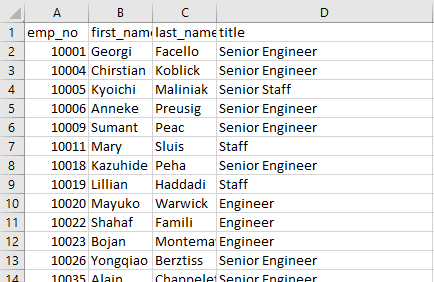 A B C D
1 emp_no first_name last_name title
2 10001 Georgi Facello Senior Engineer
3 10004 Chirstian Koblick Senior Engineer
4 10005 Kyoichi Maliniak Senior Staff
5 10006 Anneke Preusig Senior Engineer
6 10009 Sumant Peac Senior Engineer
7 10011 Mary Sluis Staff
8 10018 Kazuhide Peha Senior Engineer
9 10019 Lillian Haddadi Staff
10 10020 Mayuko Warwick Engineer
11 10022 Shahaf Famili Engineer
12 10023 Bojan Montema Engineer
13 10026 Yongqiao Berztiss Senior Engineer
14 10035 Alain Chappele Senior Engineer